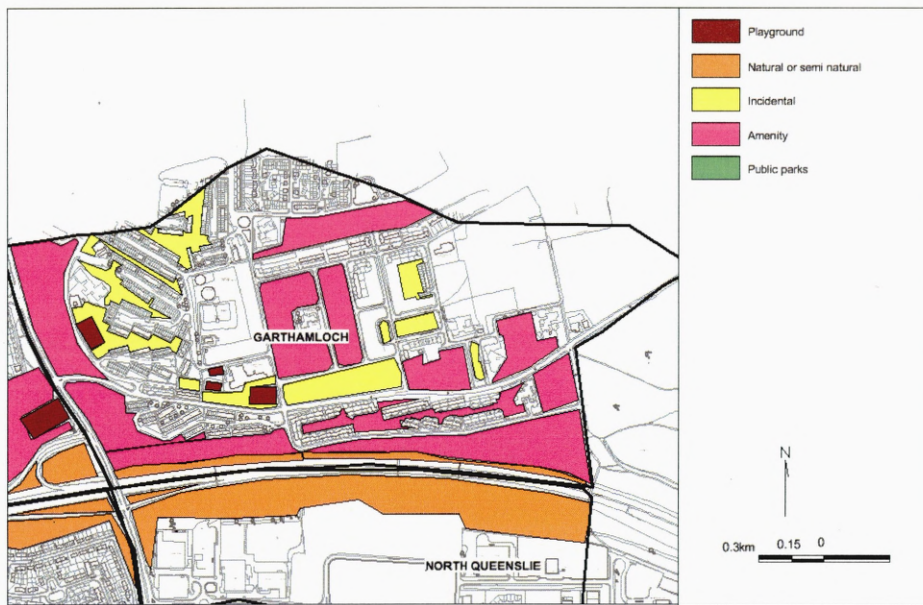 Playground
Natural or semi natural
Incidental
Amenity
Public parks
GARTHAMLOCH
N
0.3km 0.15 0
NORTH QUEENSLIE